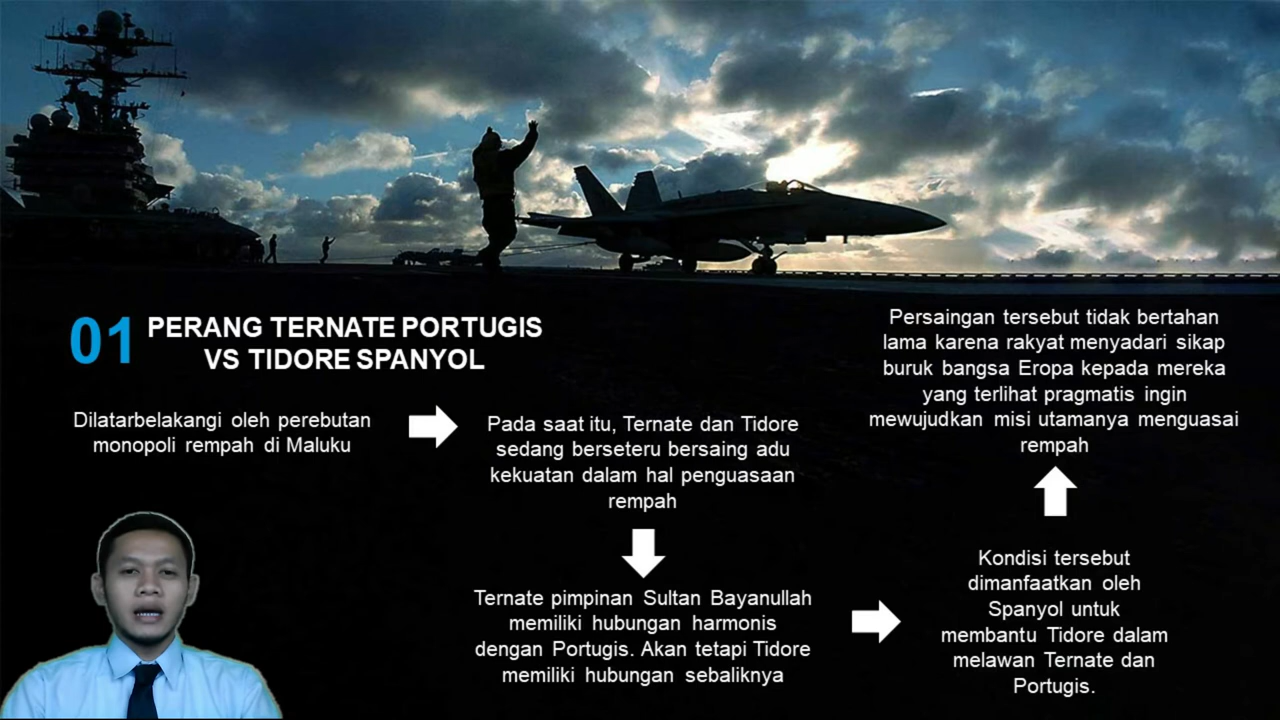 01
PERANG TERNATE PORTUGIS
VS TIDORE SPANYOL
Dilatarbelakangi oleh perebutan
monopoli rempah di Maluku
Pada saat itu, Ternate dan Tidore
sedang berseteru bersaing adu
kekuatan dalam hal penguasaan
rempah
Ternate pimpinan Sultan Bayanullah
memiliki hubungan harmonis
dengan Portugis. Akan tetapi Tidore
memiliki hubungan sebaliknya
Kondisi tersebut
dimanfaatkan oleh
Spanyol untuk
membantu Tidore dalam
melawan Ternate dan
Portugis.
Persaingan tersebut tidak bertahan
lama karena rakyat menyadari sikap
buruk bangsa Eropa kepada mereka
yang terlihat pragmatis ingin
mewujudkan misi utamanya menguasai
rempah